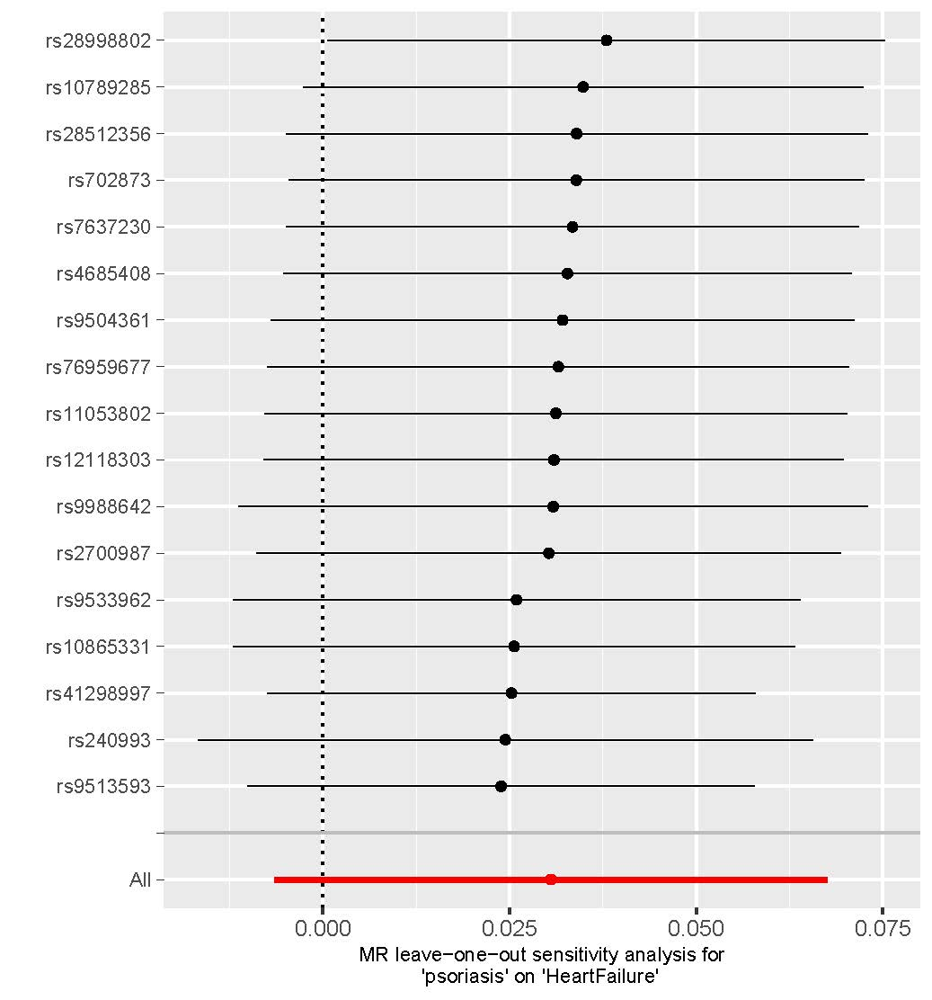 rs28998802
rs10789285
rs28512356
rs702873
rs7637230
rs4685408
rs9504361
rs76959677
rs11053802
rs12118303
rs9988642
rs2700987
rs9533962
rs10865331
rs41298997
rs240993
rs9513593
All
0.000 0.025 0.050 0.075
MR leave−one−out sensitivity analysis for
'psoriasis' on 'HeartFailure'